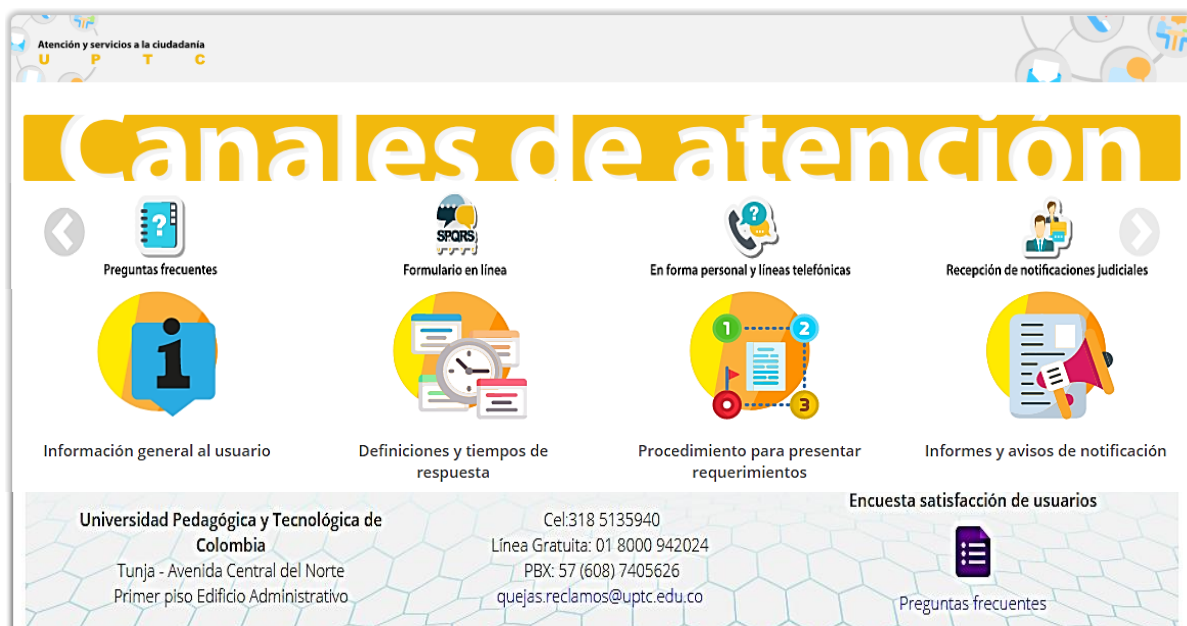 Atención y servicios a la ciudadanía
U P T C
Canales de atención
?
SPQRS
?
Preguntas frecuentes
Formulario en línea
En forma personal y líneas telefónicas
Recepción de notificaciones judiciales
i
1
2
3
Información general al usuario
Definiciones y tiempos de
respuesta
Procedimiento para presentar
requerimientos
Informes y avisos de notificación
Universidad Pedagógica y Tecnológica de
Colombia
Tunja - Avenida Central del Norte
Primer piso Edificio Administrativo
Cel:318 5135940
Línea Gratuita: 01 8000 942024
PBX: 57 (608) 7405626
quejas.reclamos@uptc.edu.co
Encuesta satisfacción de usuarios
Preguntas frecuentes